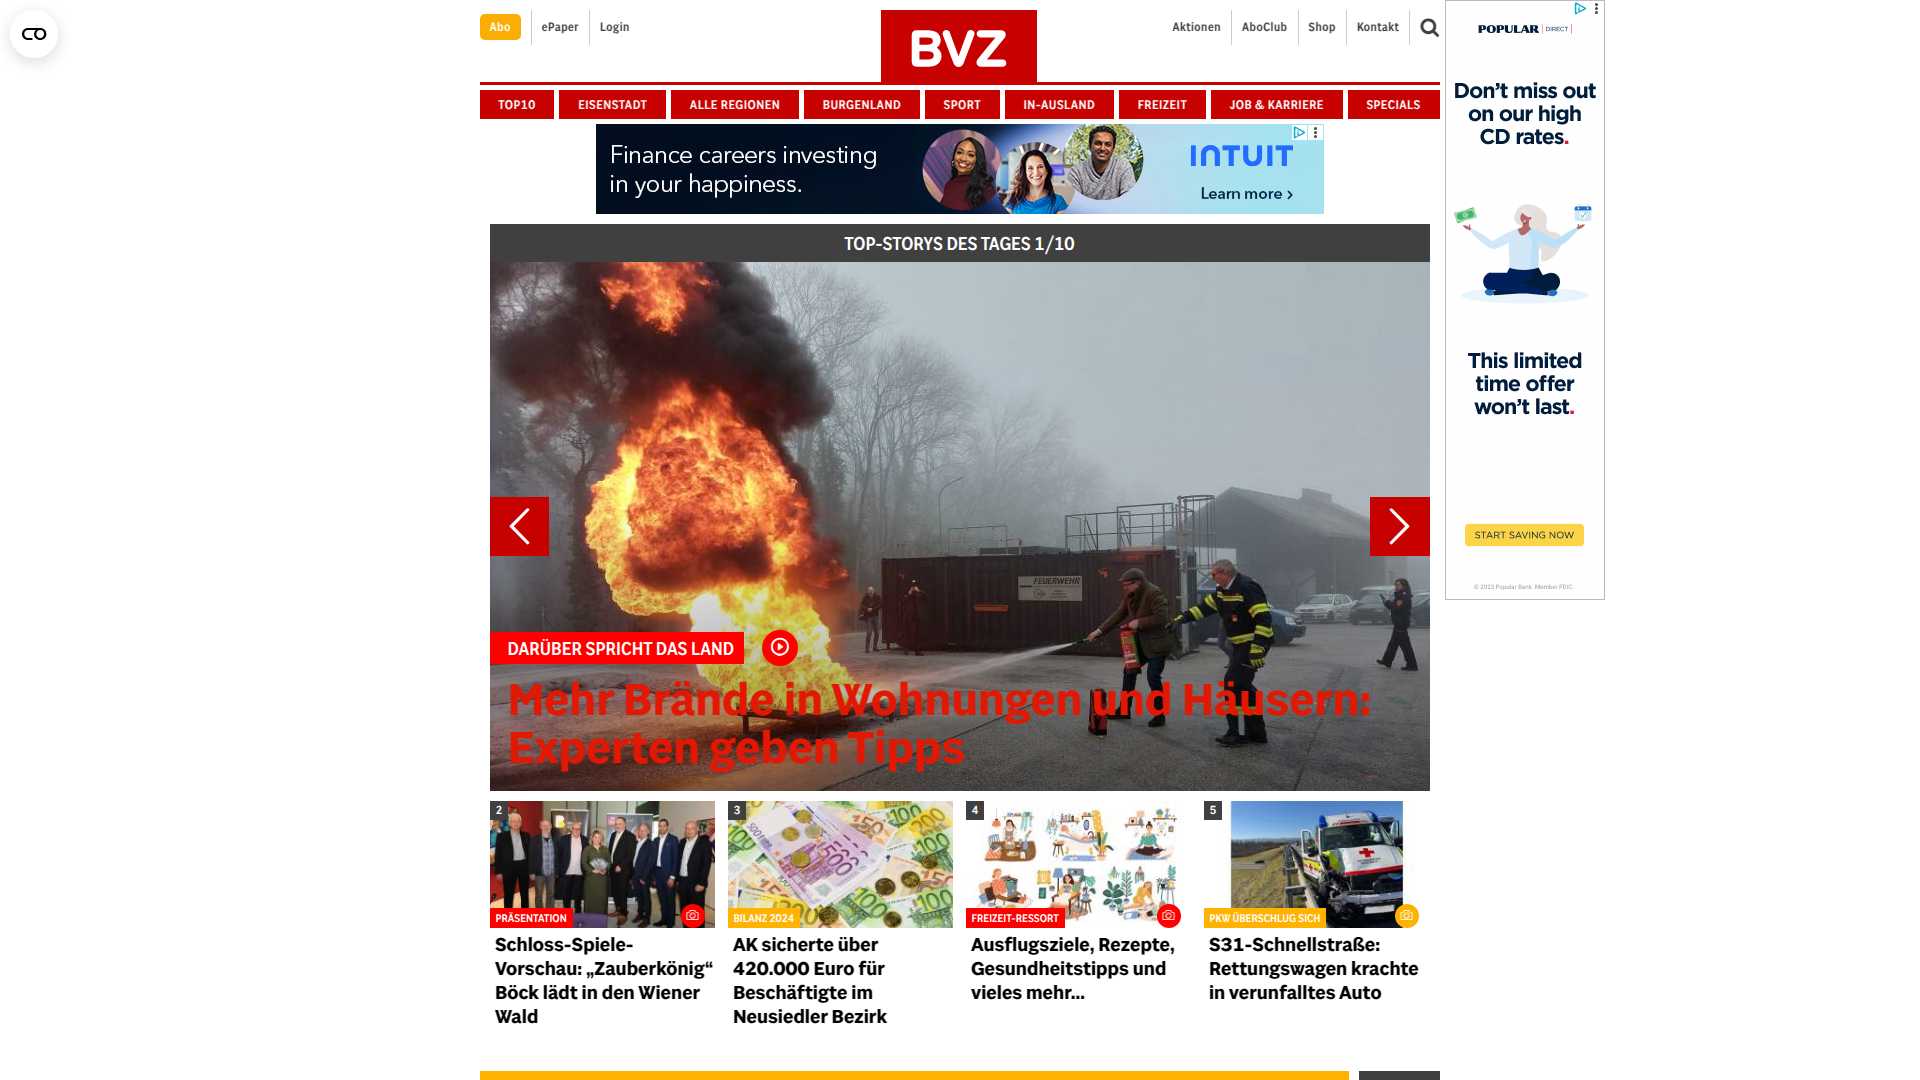 Abo
ePaper
Login
BVZ
Aktionen
AboClub
Shop
Kontakt
TOP10
EISENSTADT
ALLE REGIONEN
BURGENLAND
SPORT
IN-AUSLAND
FREIZEIT
JOB & KARRIERE
SPECIALS
Finance careers investing
in your happiness.
INTUIT
Learn more ›
POPULAR | DIRECT |
Don't miss out
on our high
CD rates.
This limited
time offer
won't last.
START SAVING NOW
TOP-STORYS DES TAGES 1/10
FEUERWEHR
DARÜBER SPRICHT DAS LAND
Mehr Brände in Wohnungen und Häusern:
Experten geben Tipps
2
PRÄSENTATION
Schloss-Spiele-
Vorschau: „Zauberkönig“
Böck lädt in den Wiener
Wald
3
BILANZ 2024
AK sicherte über
420.000 Euro für
Beschäftigte im
Neusiedler Bezirk
4
FREIZEIT-RESSORT
Ausflugsziele, Rezepte,
Gesundheitstipps und
vieles mehr...
5
PKW ÜBERSCHLUG SICH
S31-Schnellstraße:
Rettungswagen krachte
in verunfalltes Auto